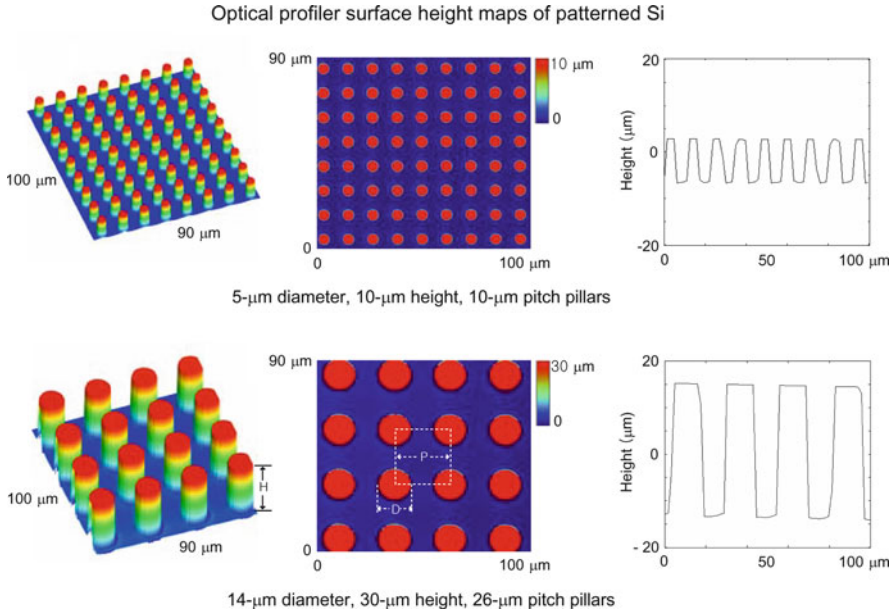 Optical profiler surface height maps of patterned Si
100 μm
90 μm
90 μm
0
0
100 μm
10 μm
0
Height (μm)
20
0
-20
0
50
100 μm
5-μm diameter, 10-μm height, 10-μm pitch pillars
100 μm
90 μm
H
90 μm
0
0
100 μm
P
D
30 μm
0
Height (μm)
20
0
- 20
0
50
100 μm
14-μm diameter, 30-μm height, 26-μm pitch pillars